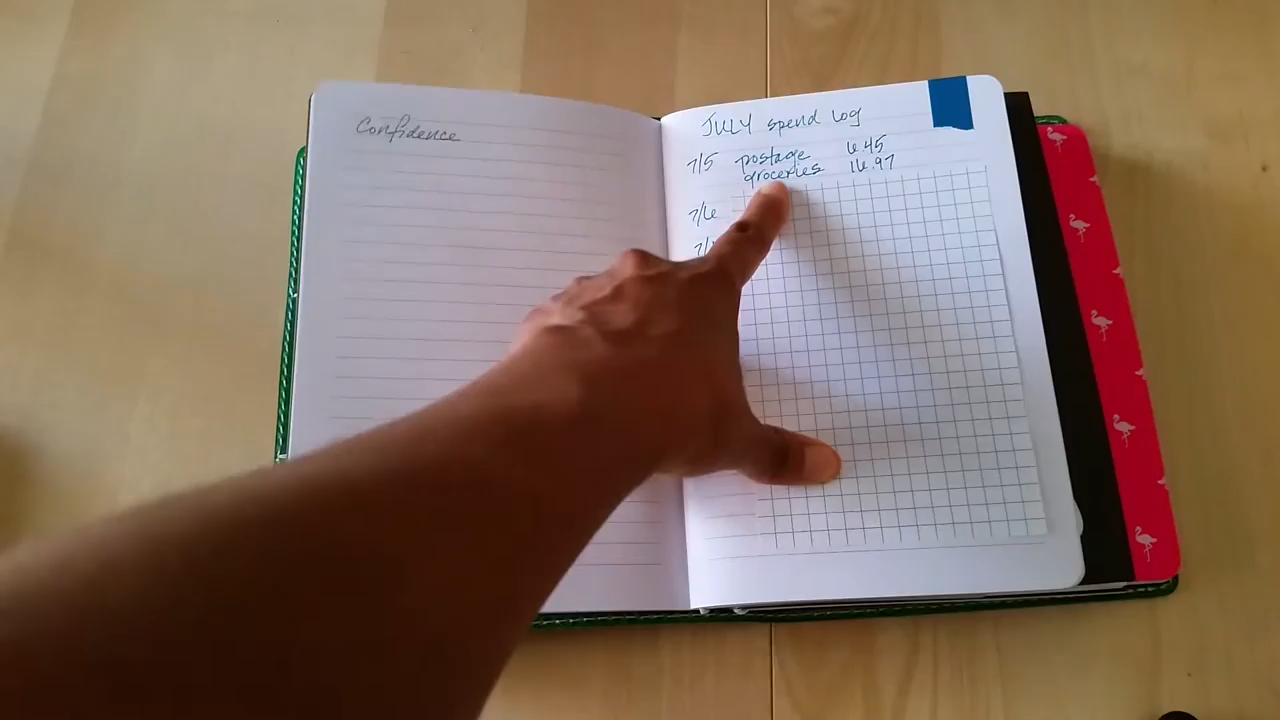 Confidence
JULY spend log
7/5 postage 6.45
groceries 16.97
7/6